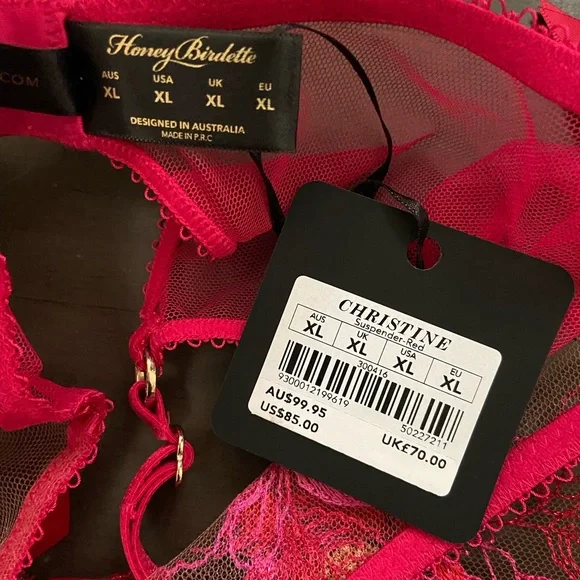 .COM
Honey Birdette
AUS USA UK EU
XL XL XL XL
DESIGNED IN AUSTRALIA
MADE IN P.R.C
CHRISTINE
Suspender-Red
AUS UK USA EU
XL XL XL XL
300416
9300012199619
50227211
AU$99.95
US$85.00
UK£70.00